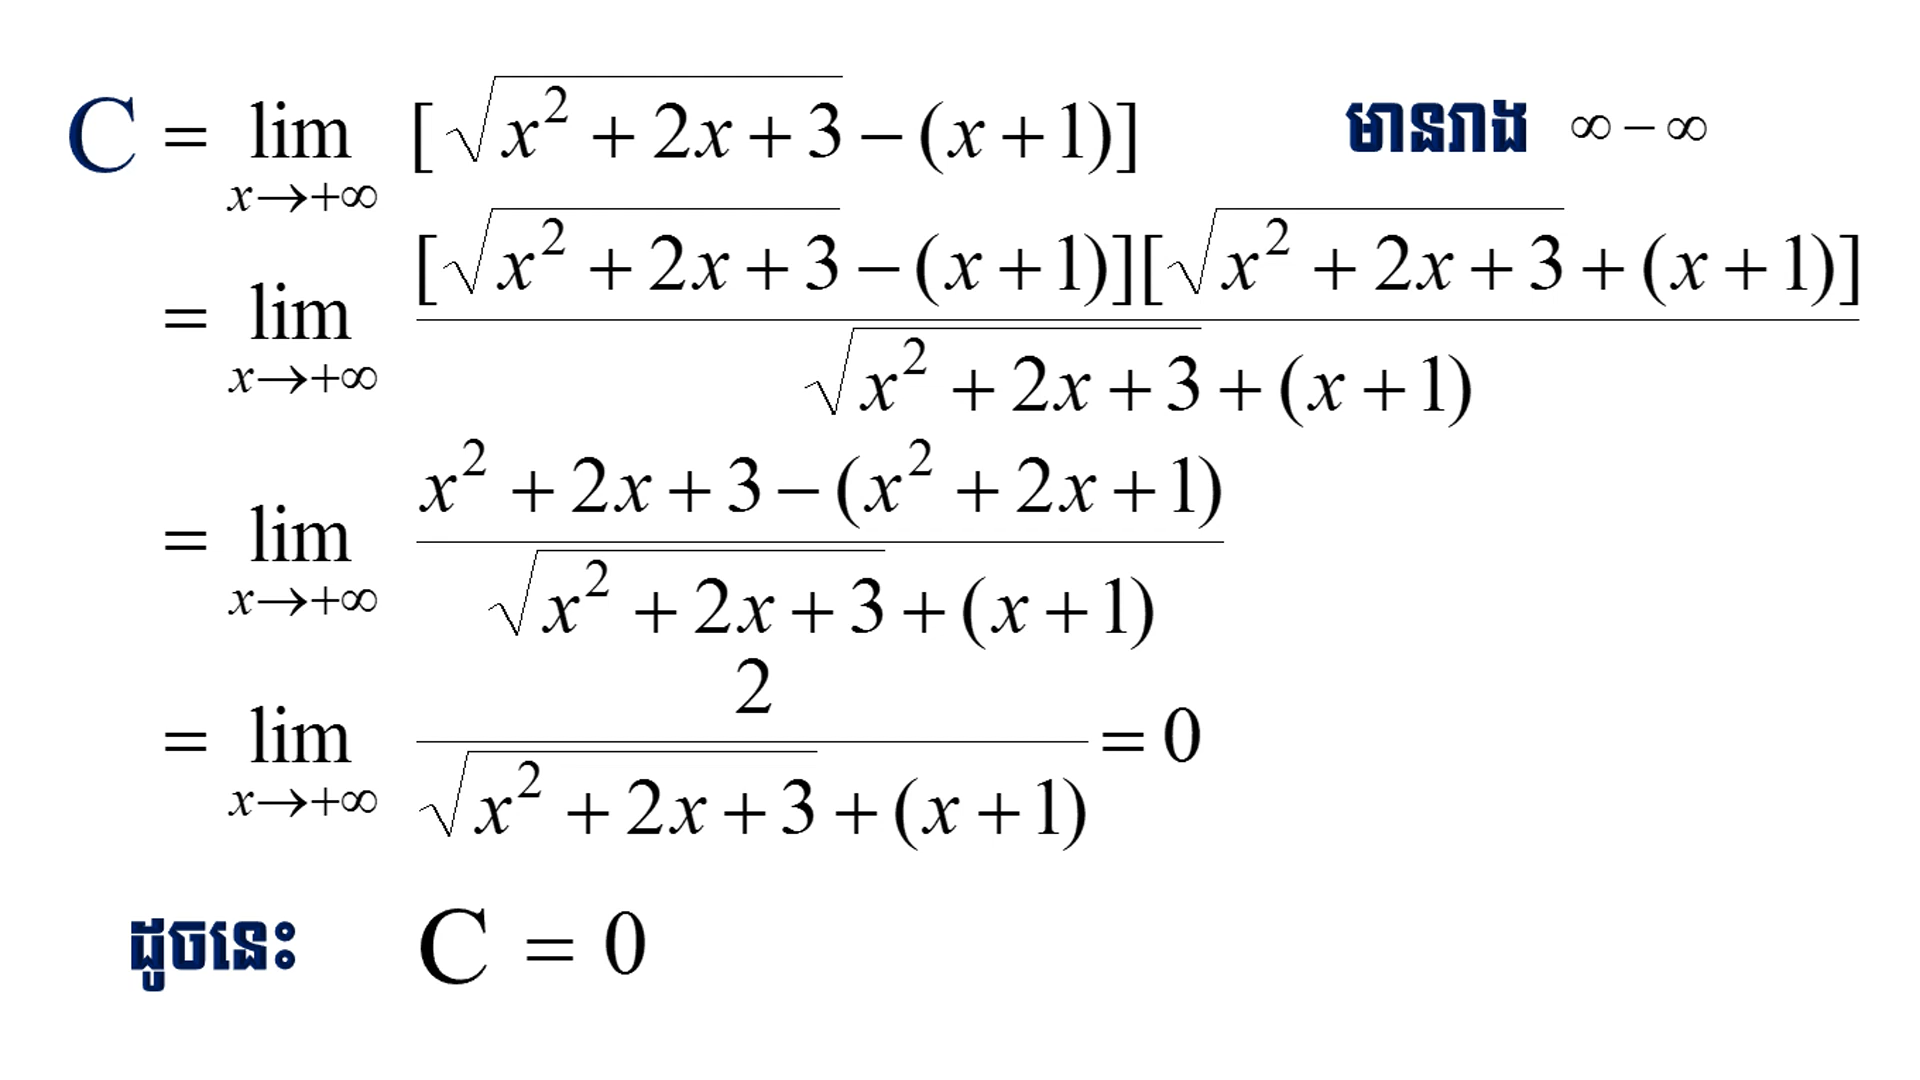 C = lim x→+∞ [√(x² + 2x + 3) − (x + 1)] មានរាង ∞ − ∞
= lim x→+∞ [√(x² + 2x + 3) − (x + 1)][√(x² + 2x + 3) + (x + 1)] / √(x² + 2x + 3) + (x + 1)
= lim x→+∞ x² + 2x + 3 − (x² + 2x + 1) / √(x² + 2x + 3) + (x + 1)
= lim x→+∞ 2 / √(x² + 2x + 3) + (x + 1) = 0
ដូចនេះ C = 0